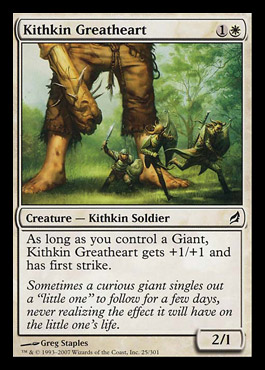 Kithkin Greatheart 1
Creature — Kithkin Soldier
As long as you control a Giant,
Kithkin Greatheart gets +1/+1 and
has first strike.
Sometimes a curious giant singles out
a “little one” to follow for a few days,
never realizing the effect it will have on
the little one’s life.
Greg Staples
™ & © 1993–2007 Wizards of the Coast, Inc. 25/301
2/1